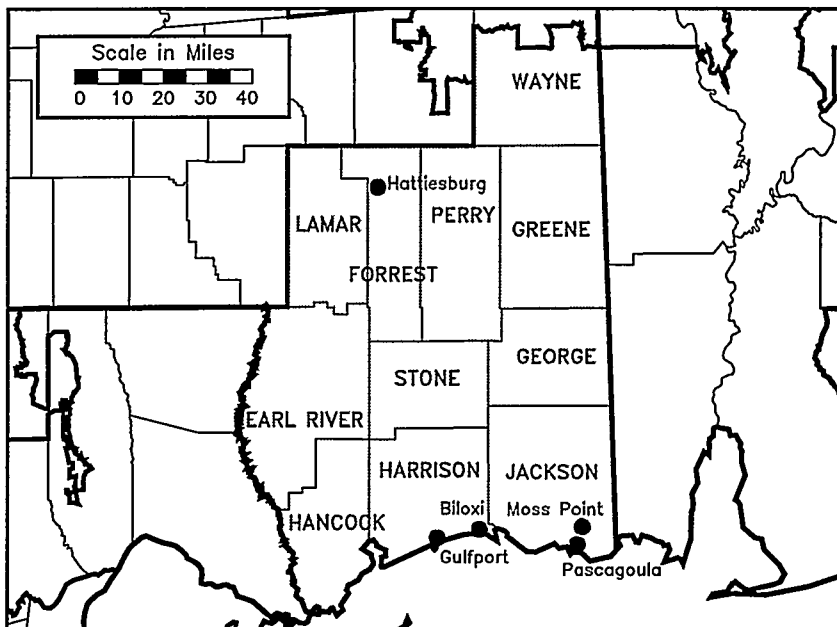 Scale in Miles
0 10 20 30 40
WAYNE
Hattiesburg
LAMAR
PERRY
GREENE
FORREST
GEORGE
STONE
EARL RIVER
HARRISON
JACKSON
Biloxi
Moss Point
HANCOCK
Gulfport
Pascagoula